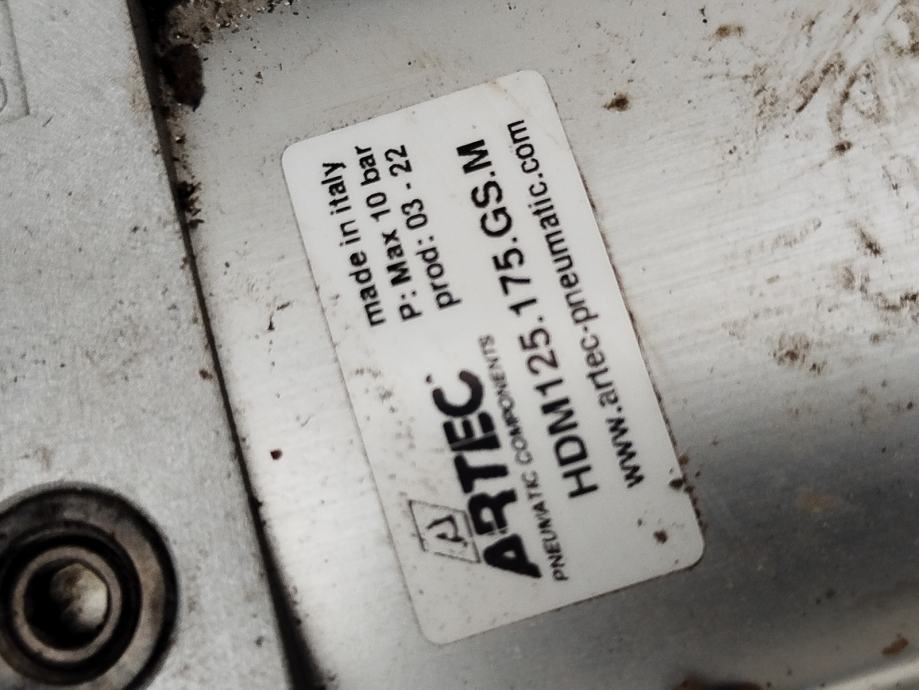 made in italy
P: Max 10 bar
prod: 03 - 22
ARTEC
PNEUMATIC COMPONENTS
HDM125.175.GS.M
www.artec-pneumatic.com